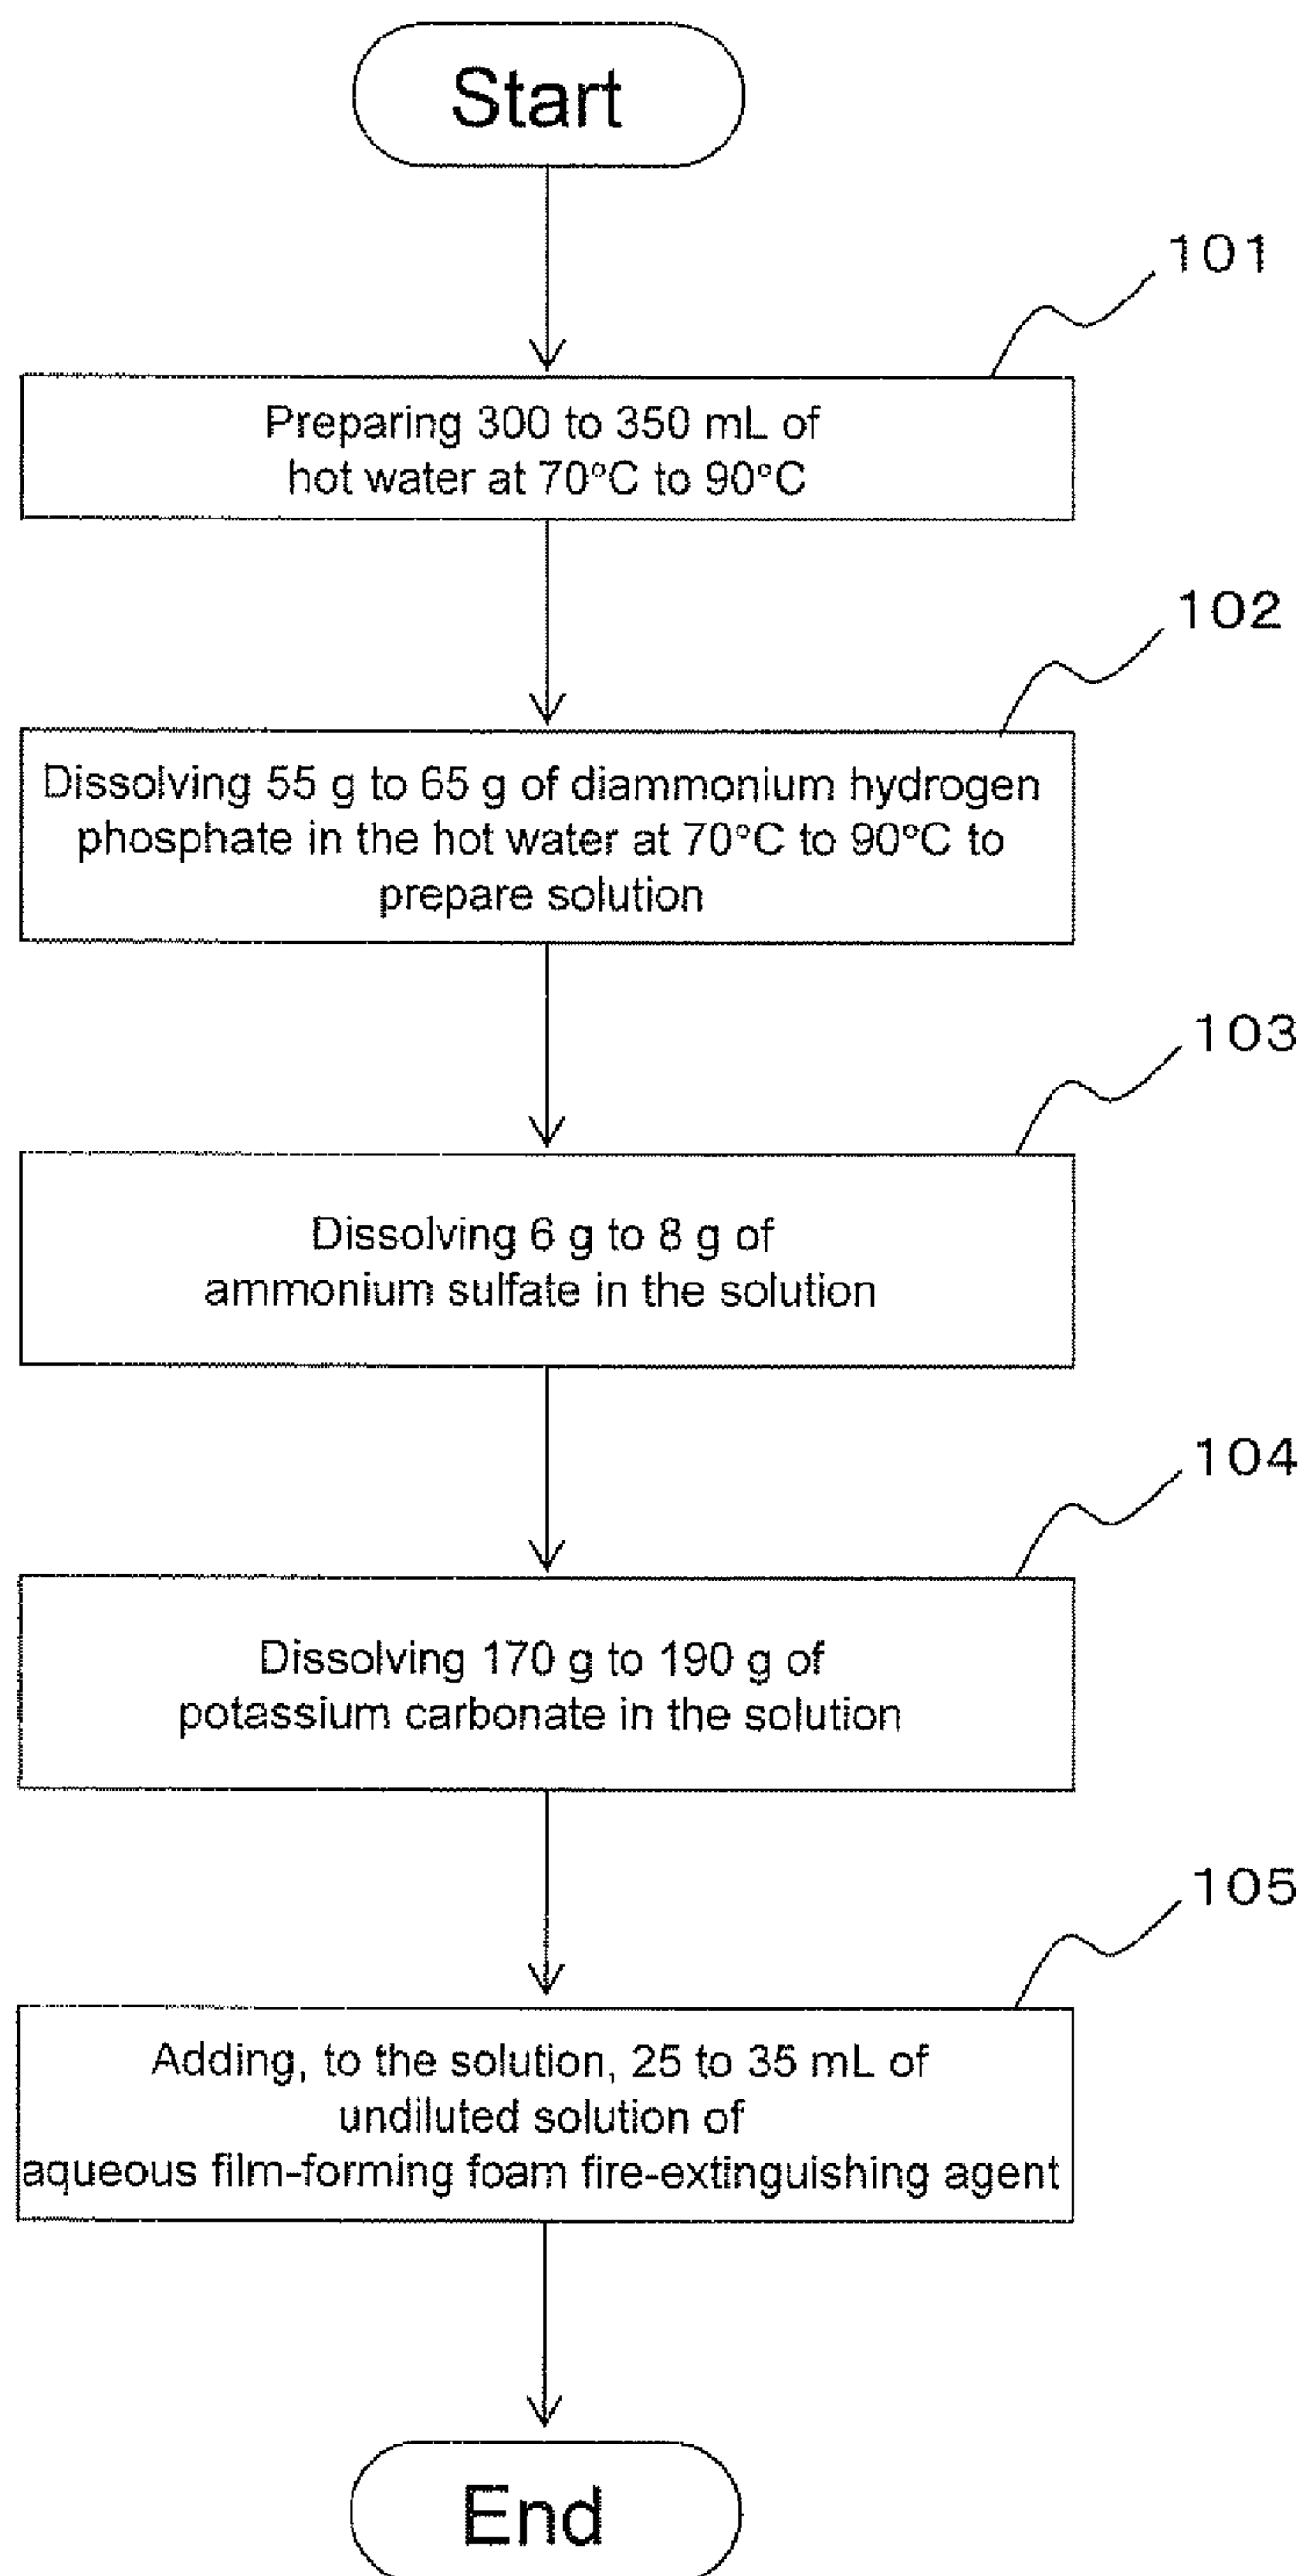 Start
101
Preparing 300 to 350 mL of
hot water at 70°C to 90°C
102
Dissolving 55 g to 65 g of diammonium hydrogen
phosphate in the hot water at 70°C to 90°C to
prepare solution
103
Dissolving 6 g to 8 g of
ammonium sulfate in the solution
104
Dissolving 170 g to 190 g of
potassium carbonate in the solution
105
Adding, to the solution, 25 to 35 mL of
undiluted solution of
aqueous film-forming foam fire-extinguishing agent
End